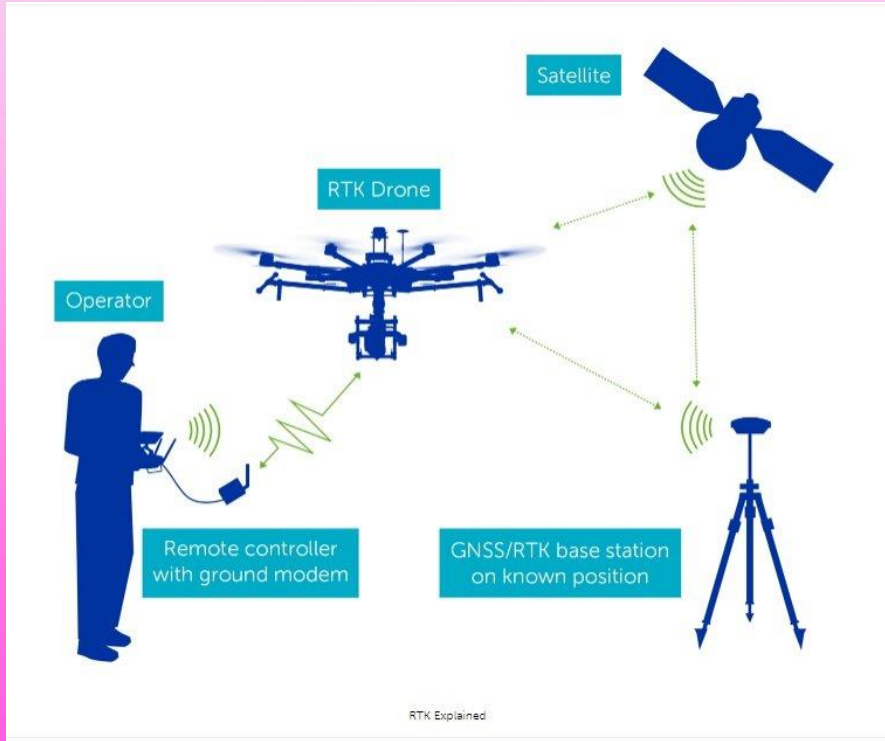 Satellite
RTK Drone
Operator
Remote controller
with ground modem
GNSS/RTK base station
on known position
RTK Explained